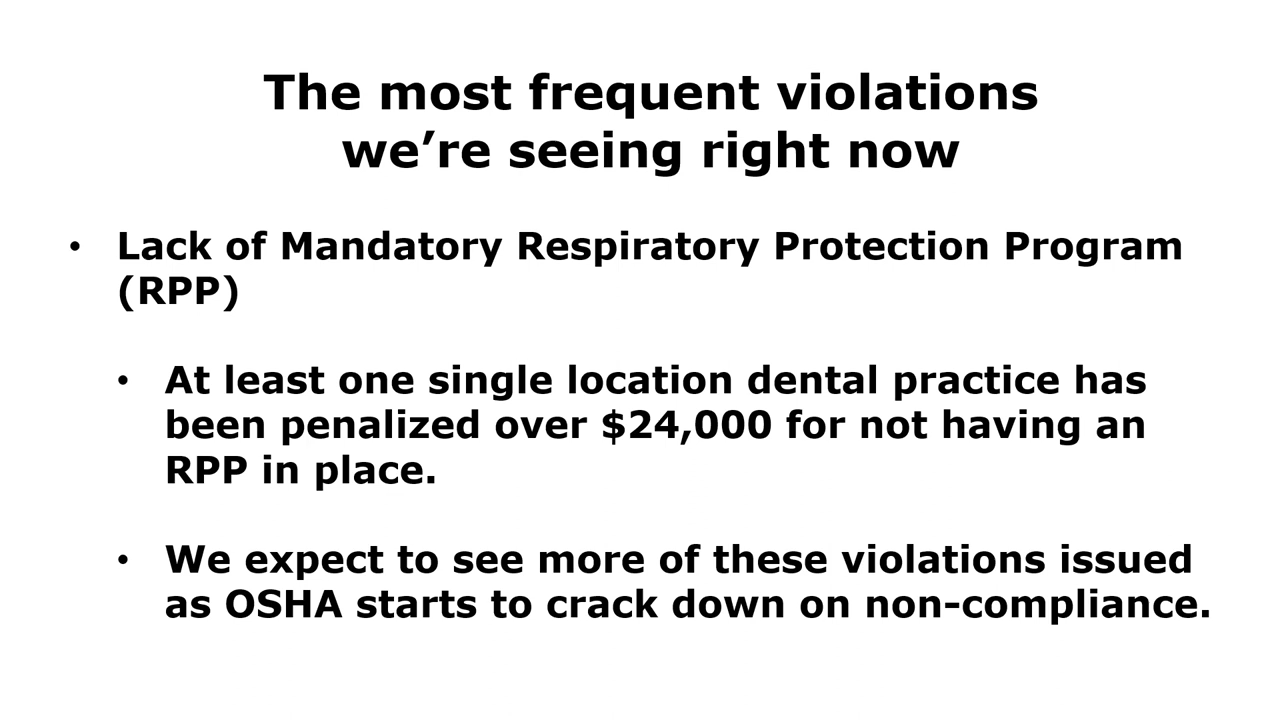 The most frequent violations
we’re seeing right now
• Lack of Mandatory Respiratory Protection Program
(RPP)
• At least one single location dental practice has
been penalized over $24,000 for not having an
RPP in place.
• We expect to see more of these violations issued
as OSHA starts to crack down on non-compliance.